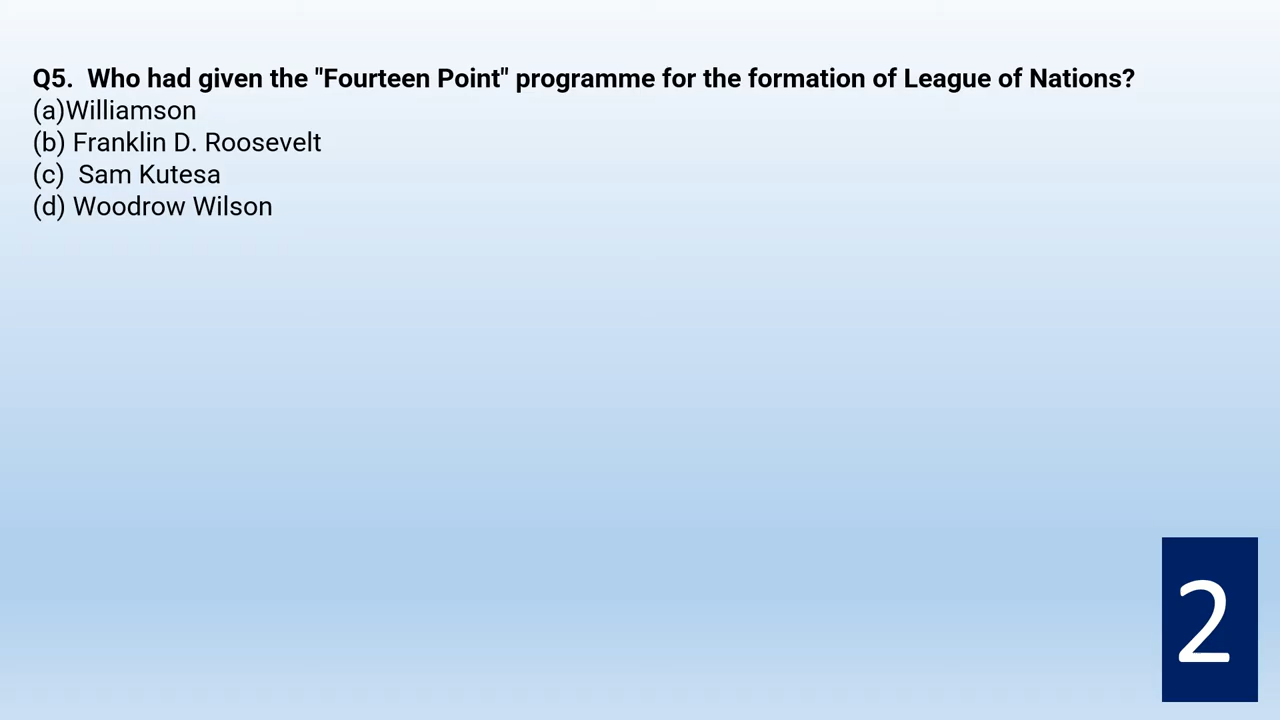 Q5.  Who had given the "Fourteen Point" programme for the formation of League of Nations?
(a)Williamson
(b) Franklin D. Roosevelt
(c)  Sam Kutesa
(d) Woodrow Wilson
2